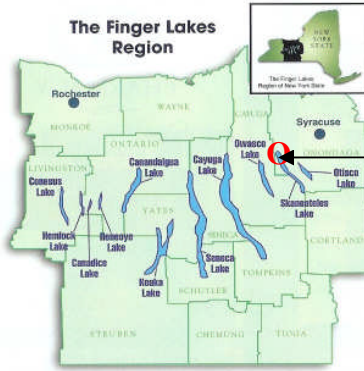 The Finger Lakes
Region
NEW
YORK
STATE
The Finger Lakes
Region of New York State
Rochester
WAYNE
CAYUGA
Syracuse
MONROE
ONONDAGA
ONTARIO
Owasco
Lake
O
LIVINGSTON
Canandaigua
Lake
Cayuga
Lake
Otisco
Lake
Conesus
Lake
Skaneateles
Lake
YATES
Hemlock
Lake
Honeoye
Lake
SENECA
CORTLAND
Canadice
Lake
Seneca
Lake
TOMPKINS
Keuka
Lake
SCHUYLER
STEUBEN
CHEMUNG
TIOGA